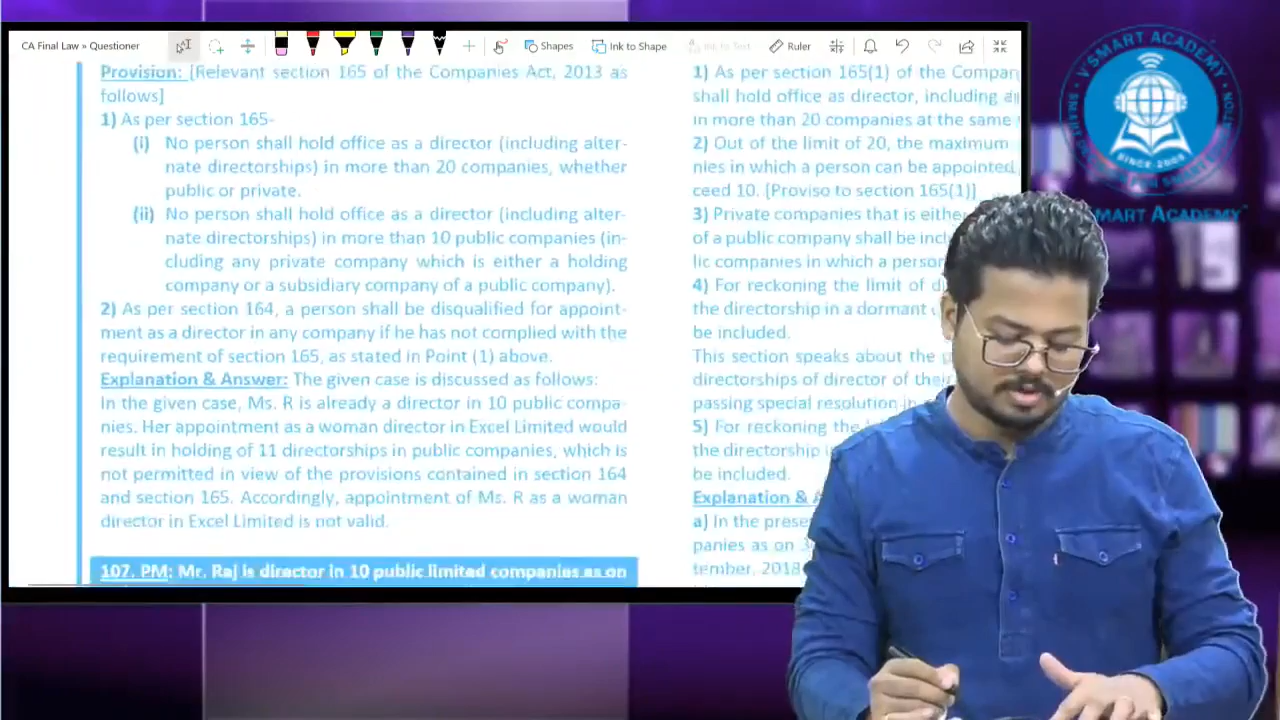 CA Final Law » Questioner
Shapes
Ink to Shape
Ink to Text
Ruler
Provision: [Relevant section 165 of the Companies Act, 2013 as
follows]
1) As per section 165-
(i) No person shall hold office as a director (including alter-
nate directorships) in more than 20 companies, whether
public or private.
(ii) No person shall hold office as a director (including alter-
nate directorships) in more than 10 public companies (in-
cluding any private company which is either a holding
company or a subsidiary company of a public company).
2) As per section 164, a person shall be disqualified for appoint-
ment as a director in any company if he has not complied with the
requirement of section 165, as stated in Point (1) above.
Explanation & Answer: The given case is discussed as follows:
In the given case, Ms. R is already a director in 10 public compa-
nies. Her appointment as a woman director in Excel Limited would
result in holding of 11 directorships in public companies, which is
not permitted in view of the provisions contained in section 164
and section 165. Accordingly, appointment of Ms. R as a woman
director in Excel Limited is not valid.
107. PM: Mr. Raj is director in 10 public limited companies as on
1) As per section 165(1) of the Compan
shall hold office as director, including a
in more than 20 companies at the same
2) Out of the limit of 20, the maximum
nies in which a person can be appointed
ceed 10. [Proviso to section 165(1)]
3) Private companies that is either
of a public company shall be incl
lic companies in which a person
4) For reckoning the limit of d
the directorship in a dormant
be included.
This section speaks about the
directorships of director of their
passing special resolution in
5) For reckoning the
the directorship i
be included.
Explanation & A
a) In the prese
panies as on 3
tember, 2018
V'SMART ACADEMY
SINCE-2009
SMART ACADEMY